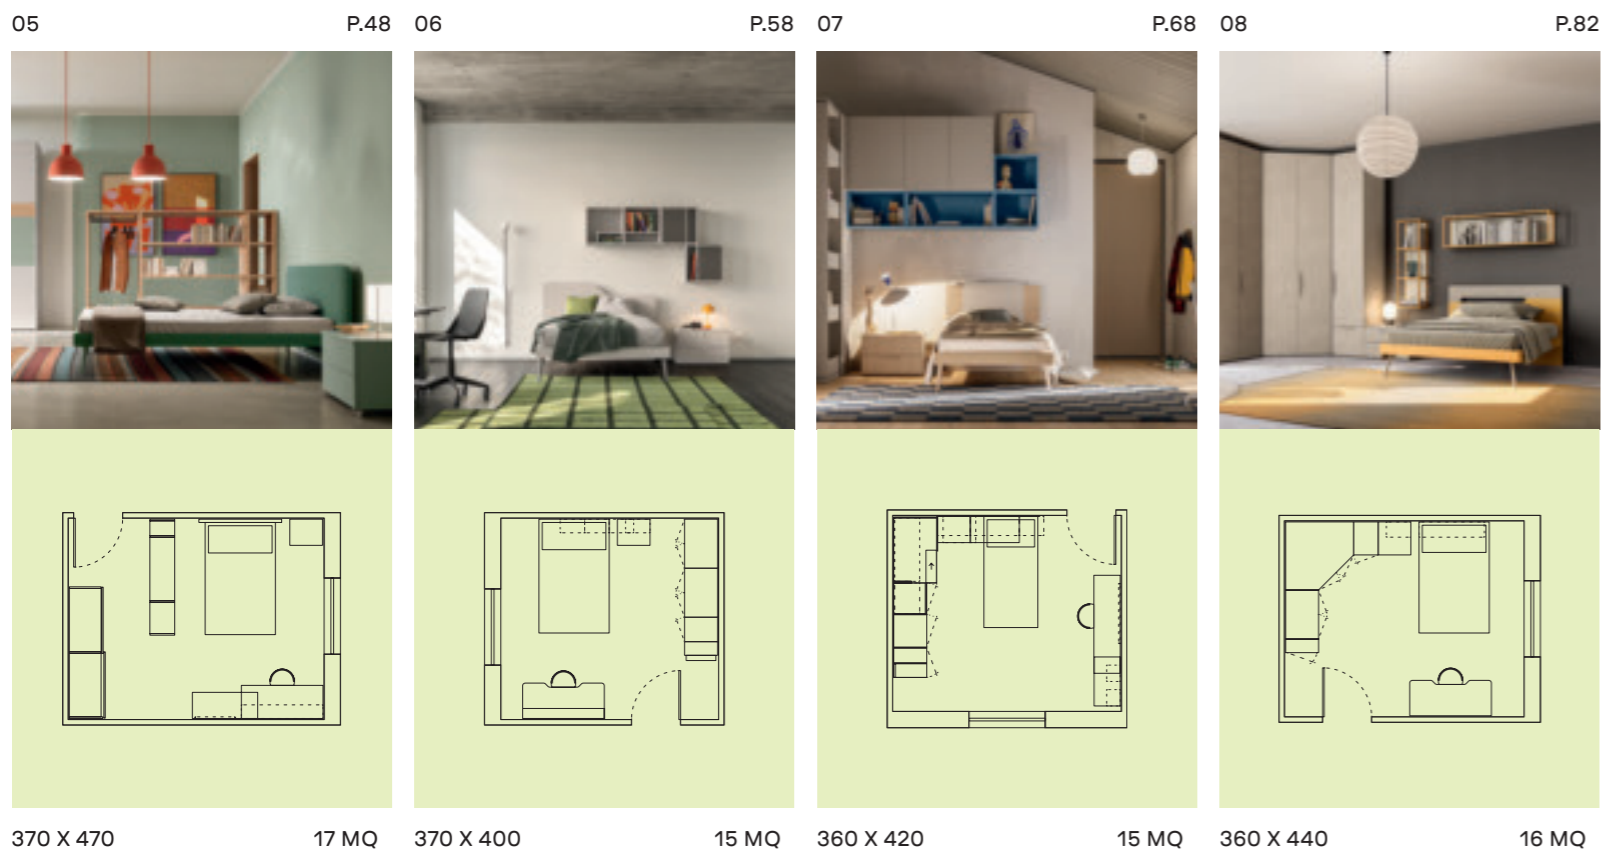 05 P.48
06 P.58
07 P.68
08 P.82
370 X 470 17 MQ
370 X 400 15 MQ
360 X 420 15 MQ
360 X 440 16 MQ